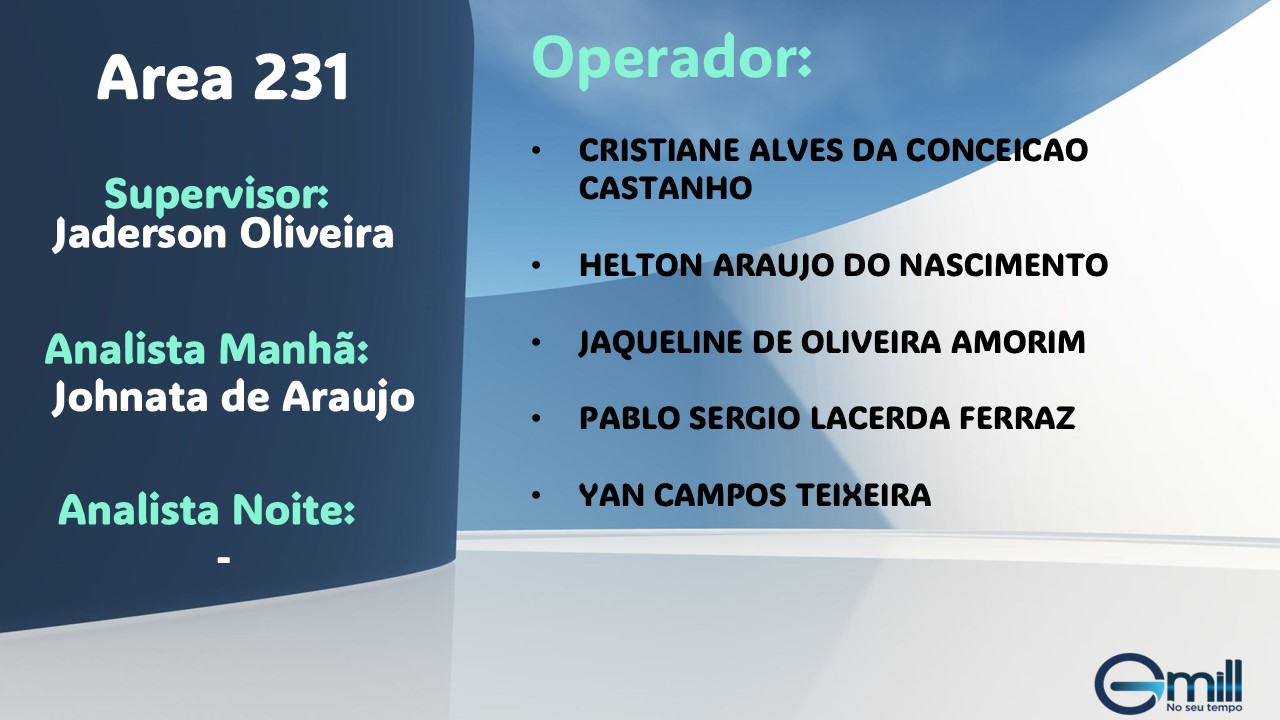 Area 231
Supervisor:
Jaderson Oliveira
Analista Manhã:
Johnata de Araujo
Analista Noite:
-
Operador:
• CRISTIANE ALVES DA CONCEICAO
CASTANHO
• HELTON ARAUJO DO NASCIMENTO
• JAQUELINE DE OLIVEIRA AMORIM
• PABLO SERGIO LACERDA FERRAZ
• YAN CAMPOS TEIXEIRA
Gmill
No seu tempo